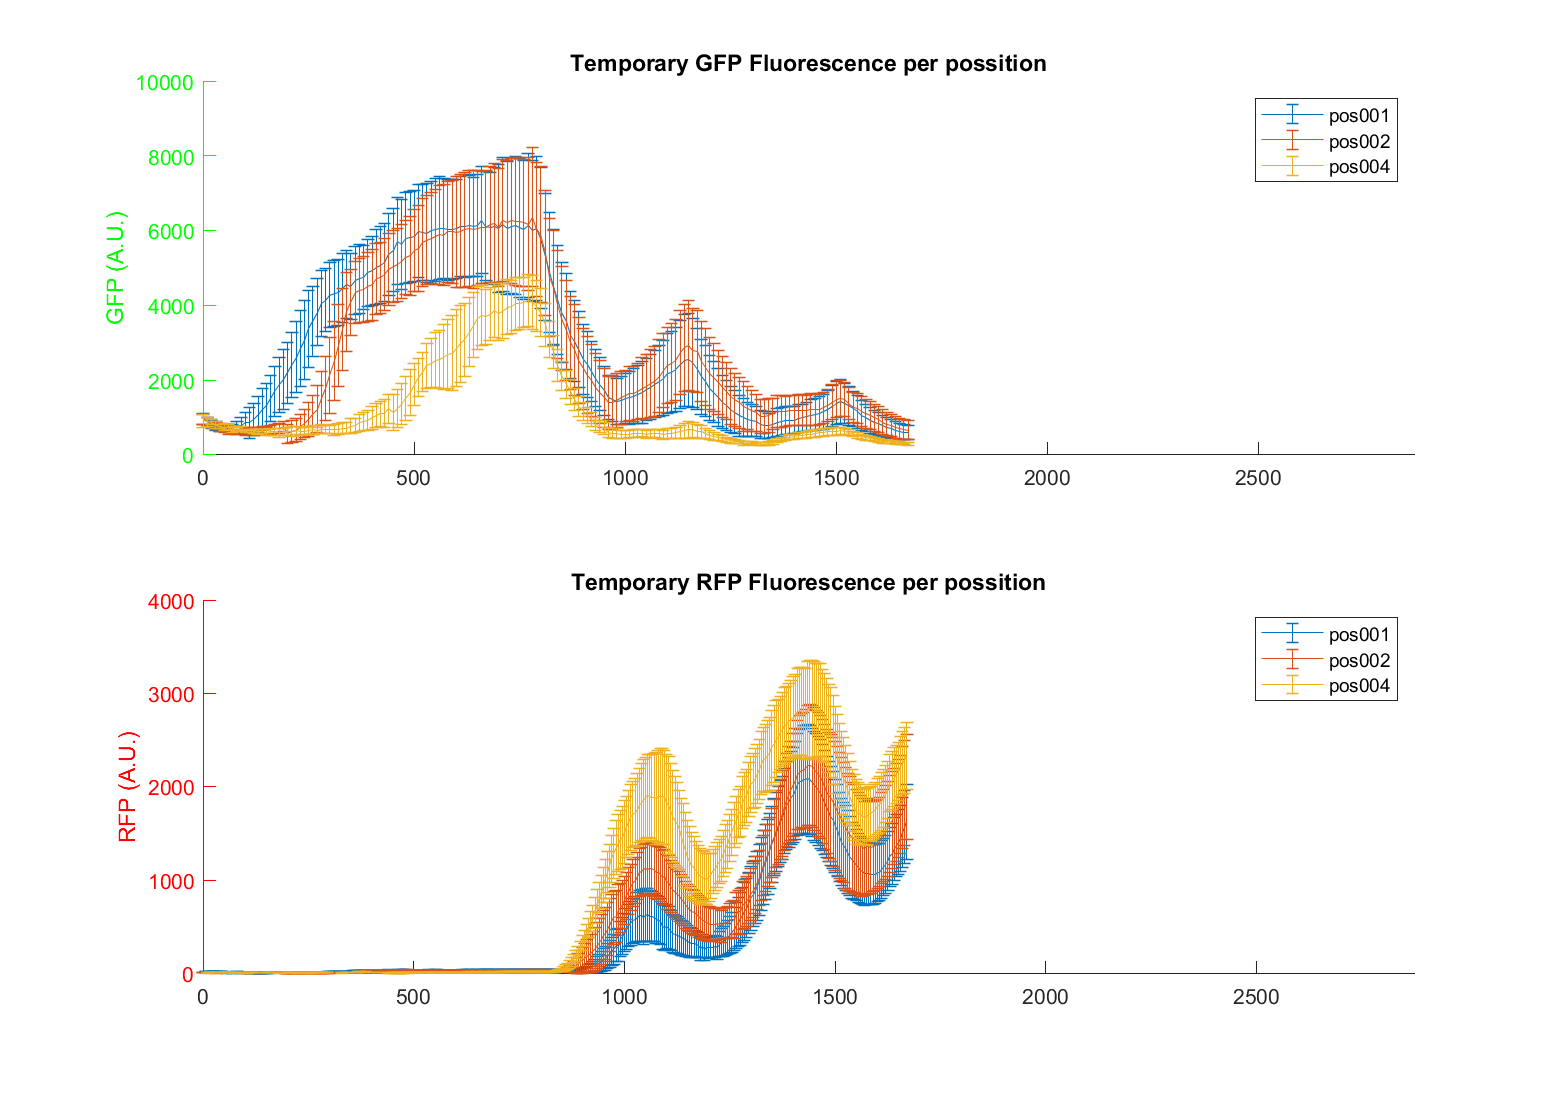 Temporary GFP Fluorescence per possition
10000
8000
6000
4000
2000
0
GFP (A.U.)
pos001
pos002
pos004
0 500 1000 1500 2000 2500
Temporary RFP Fluorescence per possition
4000
3000
2000
1000
0
RFP (A.U.)
pos001
pos002
pos004
0 500 1000 1500 2000 2500